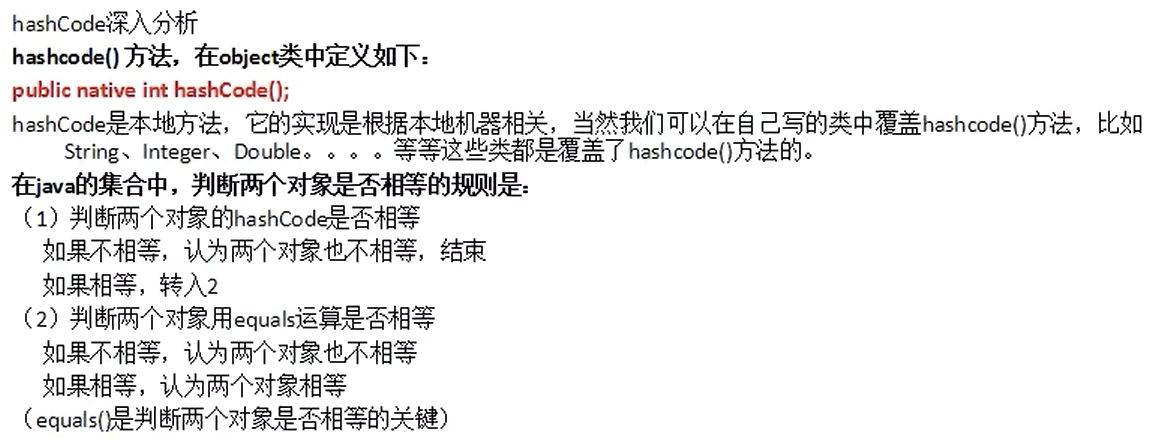 hashCode深入分析
hashcode() 方法，在object类中定义如下：
public native int hashCode();
hashCode是本地方法，它的实现是根据本地机器相关，当然我们可以在自己写的类中覆盖hashcode()方法，比如
String、Integer、Double。。。。等等这些类都是覆盖了hashcode()方法的。
在java的集合中，判断两个对象是否相等的规则是：
（1）判断两个对象的hashCode是否相等
如果不相等，认为两个对象也不相等，结束
如果相等，转入2
（2）判断两个对象用equals运算是否相等
如果不相等，认为两个对象也不相等
如果相等，认为两个对象相等
（equals()是判断两个对象是否相等的关键）